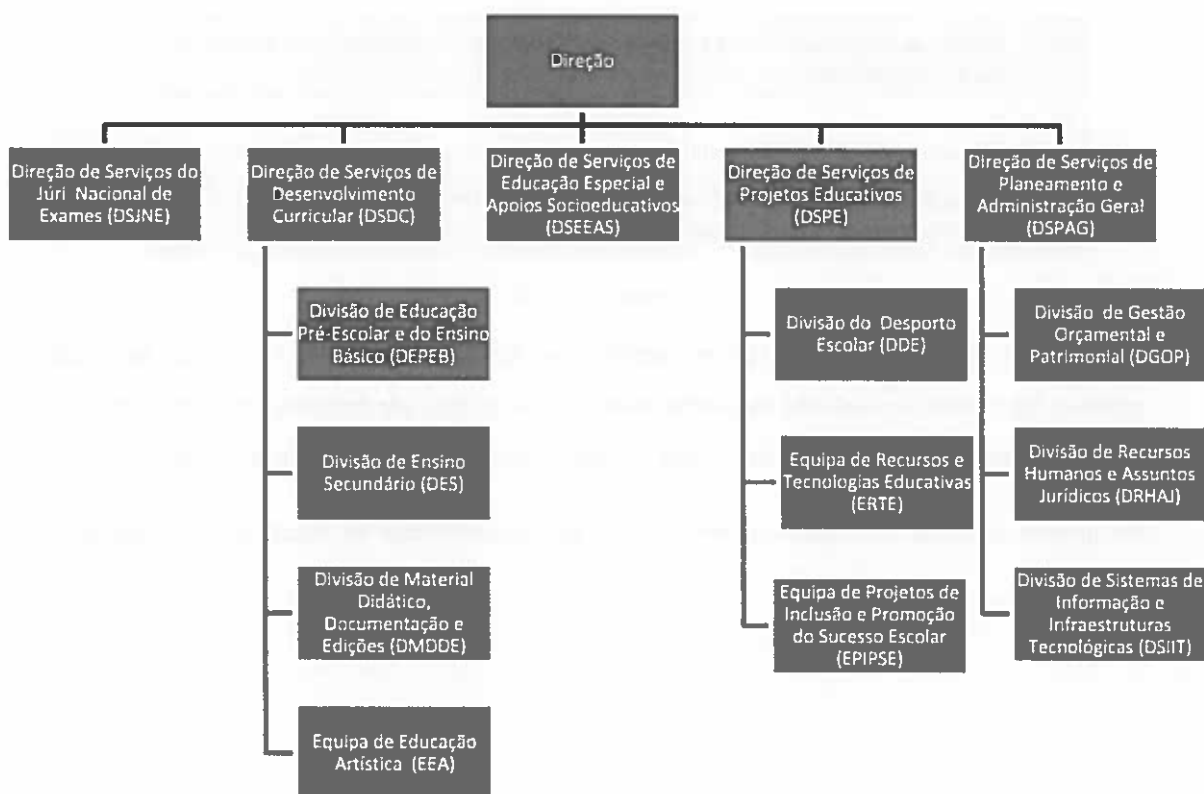 Direção
Direção de Serviços do
Júri Nacional de
Exames (DSJNE)
Direção de Serviços de
Desenvolvimento
Curricular (DSDC)
Direção de Serviços de
Educação Especial e
Apoios Socioeducativos
(DSEEAS)
Direção de Serviços de
Projetos Educativos
(DSPE)
Direção de Serviços de
Planeamento e
Administração Geral
(DSPAG)
Divisão de Educação
Pré-Escolar e do Ensino
Básico (DEPEB)
Divisão de Ensino
Secundário (DES)
Divisão de Material
Didático,
Documentação e
Edições (DMDDE)
Equipa de Educação
Artística (EEA)
Divisão do Desporto
Escolar (DDE)
Equipa de Recursos e
Tecnologias Educativas
(ERTE)
Equipa de Projetos de
Inclusão e Promoção
do Sucesso Escolar
(EPIPSE)
Divisão de Gestão
Orçamental e
Patrimonial (DGOP)
Divisão de Recursos
Humanos e Assuntos
Jurídicos (DRHAJ)
Divisão de Sistemas de
Informação e
Infraestruturas
Tecnológicas (DSIIT)